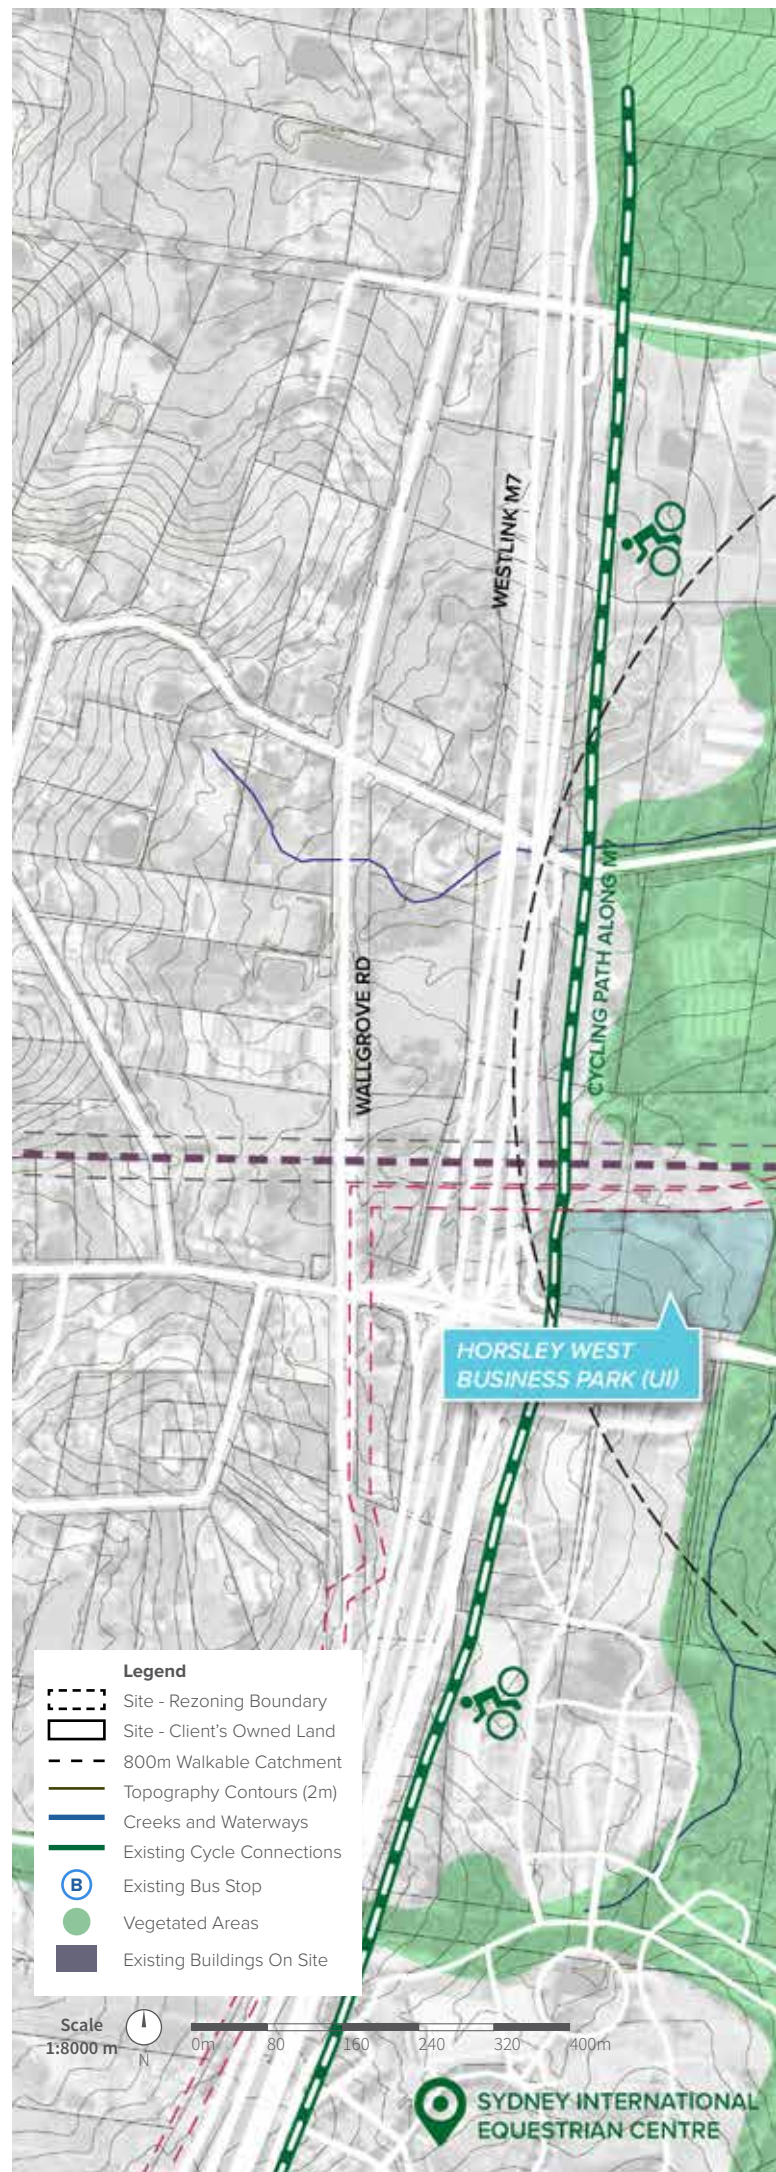 WESTLINK M7
CYCLING PATH ALONG M7
WALLGROVE RD
HORSLEY WEST
BUSINESS PARK (UI)
Legend
Site - Rezoning Boundary
Site - Client's Owned Land
800m Walkable Catchment
Topography Contours (2m)
Creeks and Waterways
Existing Cycle Connections
B
Existing Bus Stop
Vegetated Areas
Existing Buildings On Site
Scale
1:8000 m
N
0m 80 160 240 320 400m
SYDNEY INTERNATIONAL
EQUESTRIAN CENTRE